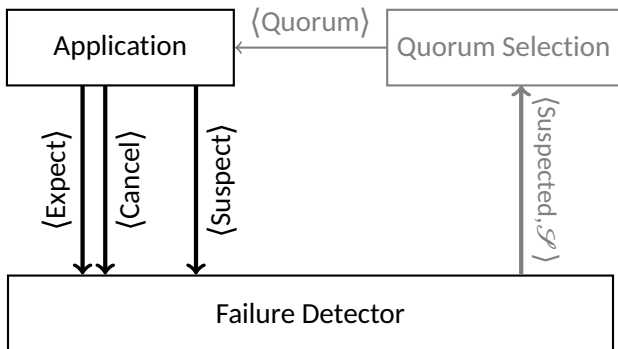 Application
⟨Quorum⟩
Quorum Selection
⟨Expect⟩
⟨Cancel⟩
⟨Suspect⟩
⟨Suspected,𝒮⟩
Failure Detector